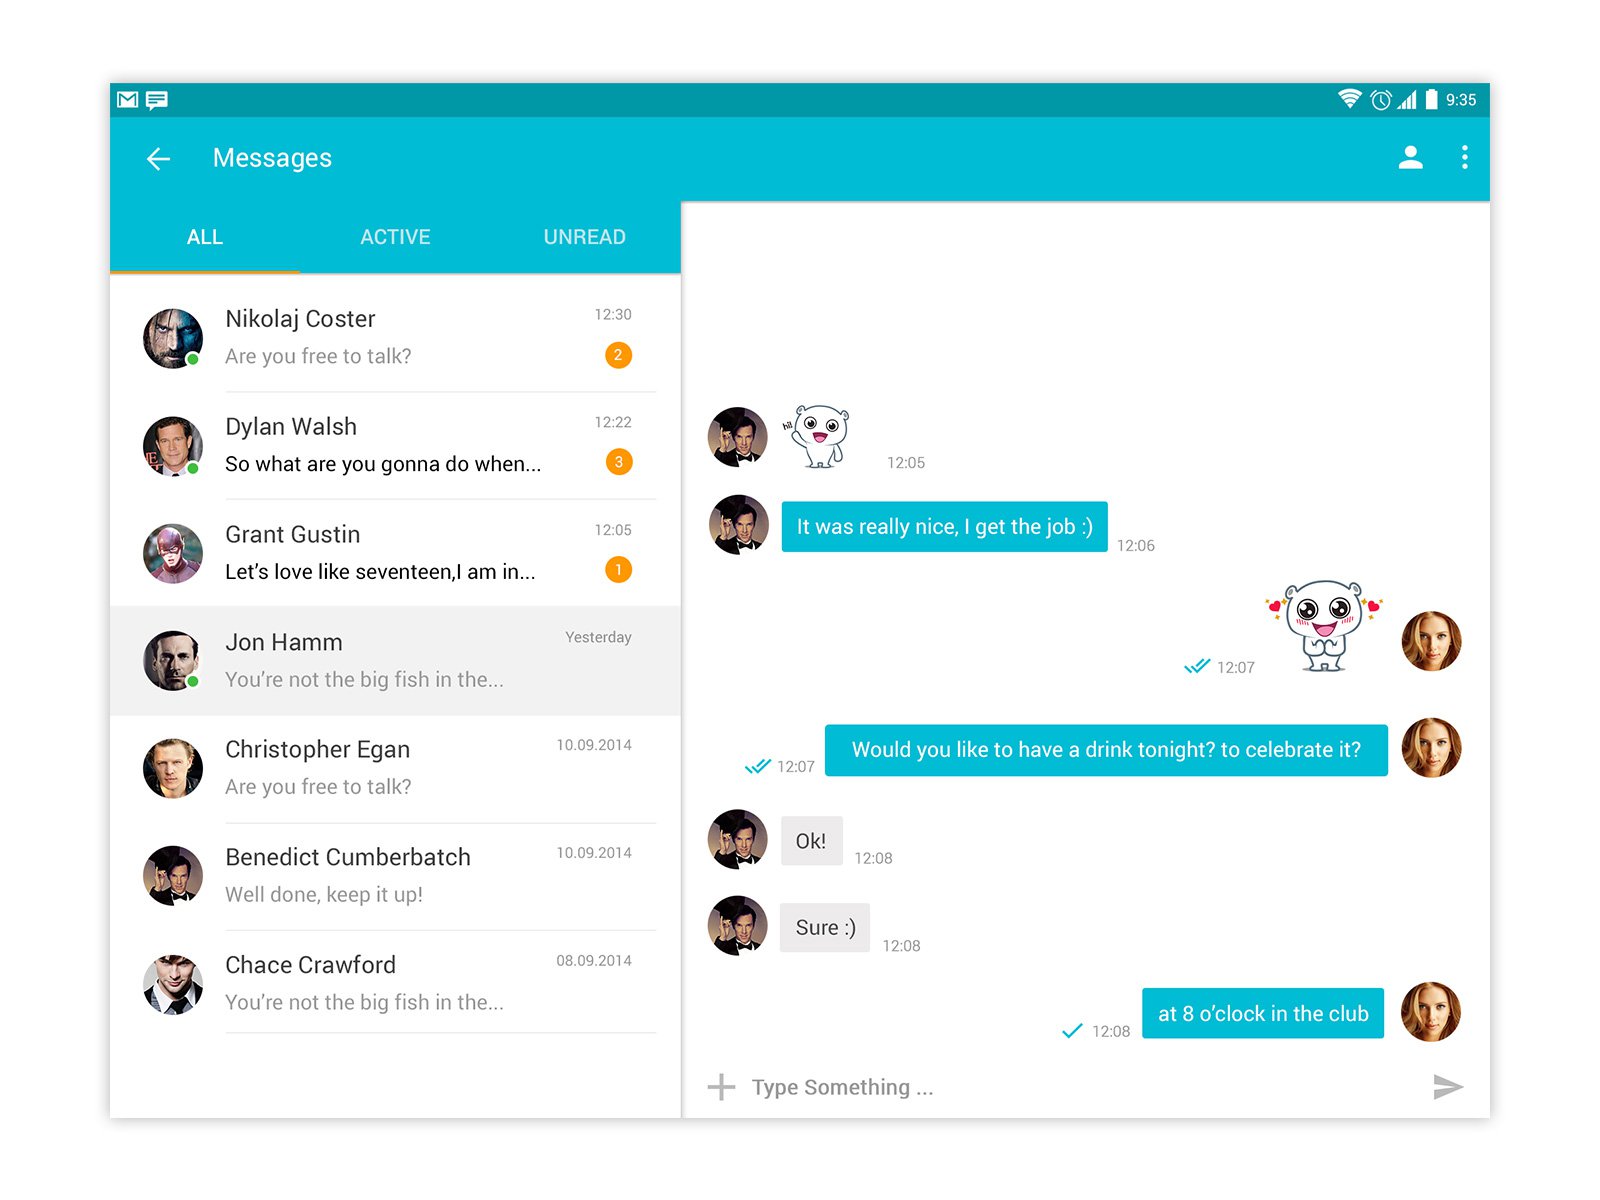 9:35
Messages
ALL
ACTIVE
UNREAD
Nikolaj Coster
12:30
Are you free to talk?
2
Dylan Walsh
12:22
So what are you gonna do when...
3
Grant Gustin
12:05
Let’s love like seventeen,I am in...
1
Jon Hamm
Yesterday
You’re not the big fish in the...
Christopher Egan
10.09.2014
Are you free to talk?
Benedict Cumberbatch
10.09.2014
Well done, keep it up!
Chace Crawford
08.09.2014
You’re not the big fish in the...
hi!
12:05
It was really nice, I get the job :)
12:06
12:07
Would you like to have a drink tonight? to celebrate it?
12:07
Ok!
12:08
Sure :)
12:08
at 8 o’clock in the club
12:08
Type Something ...